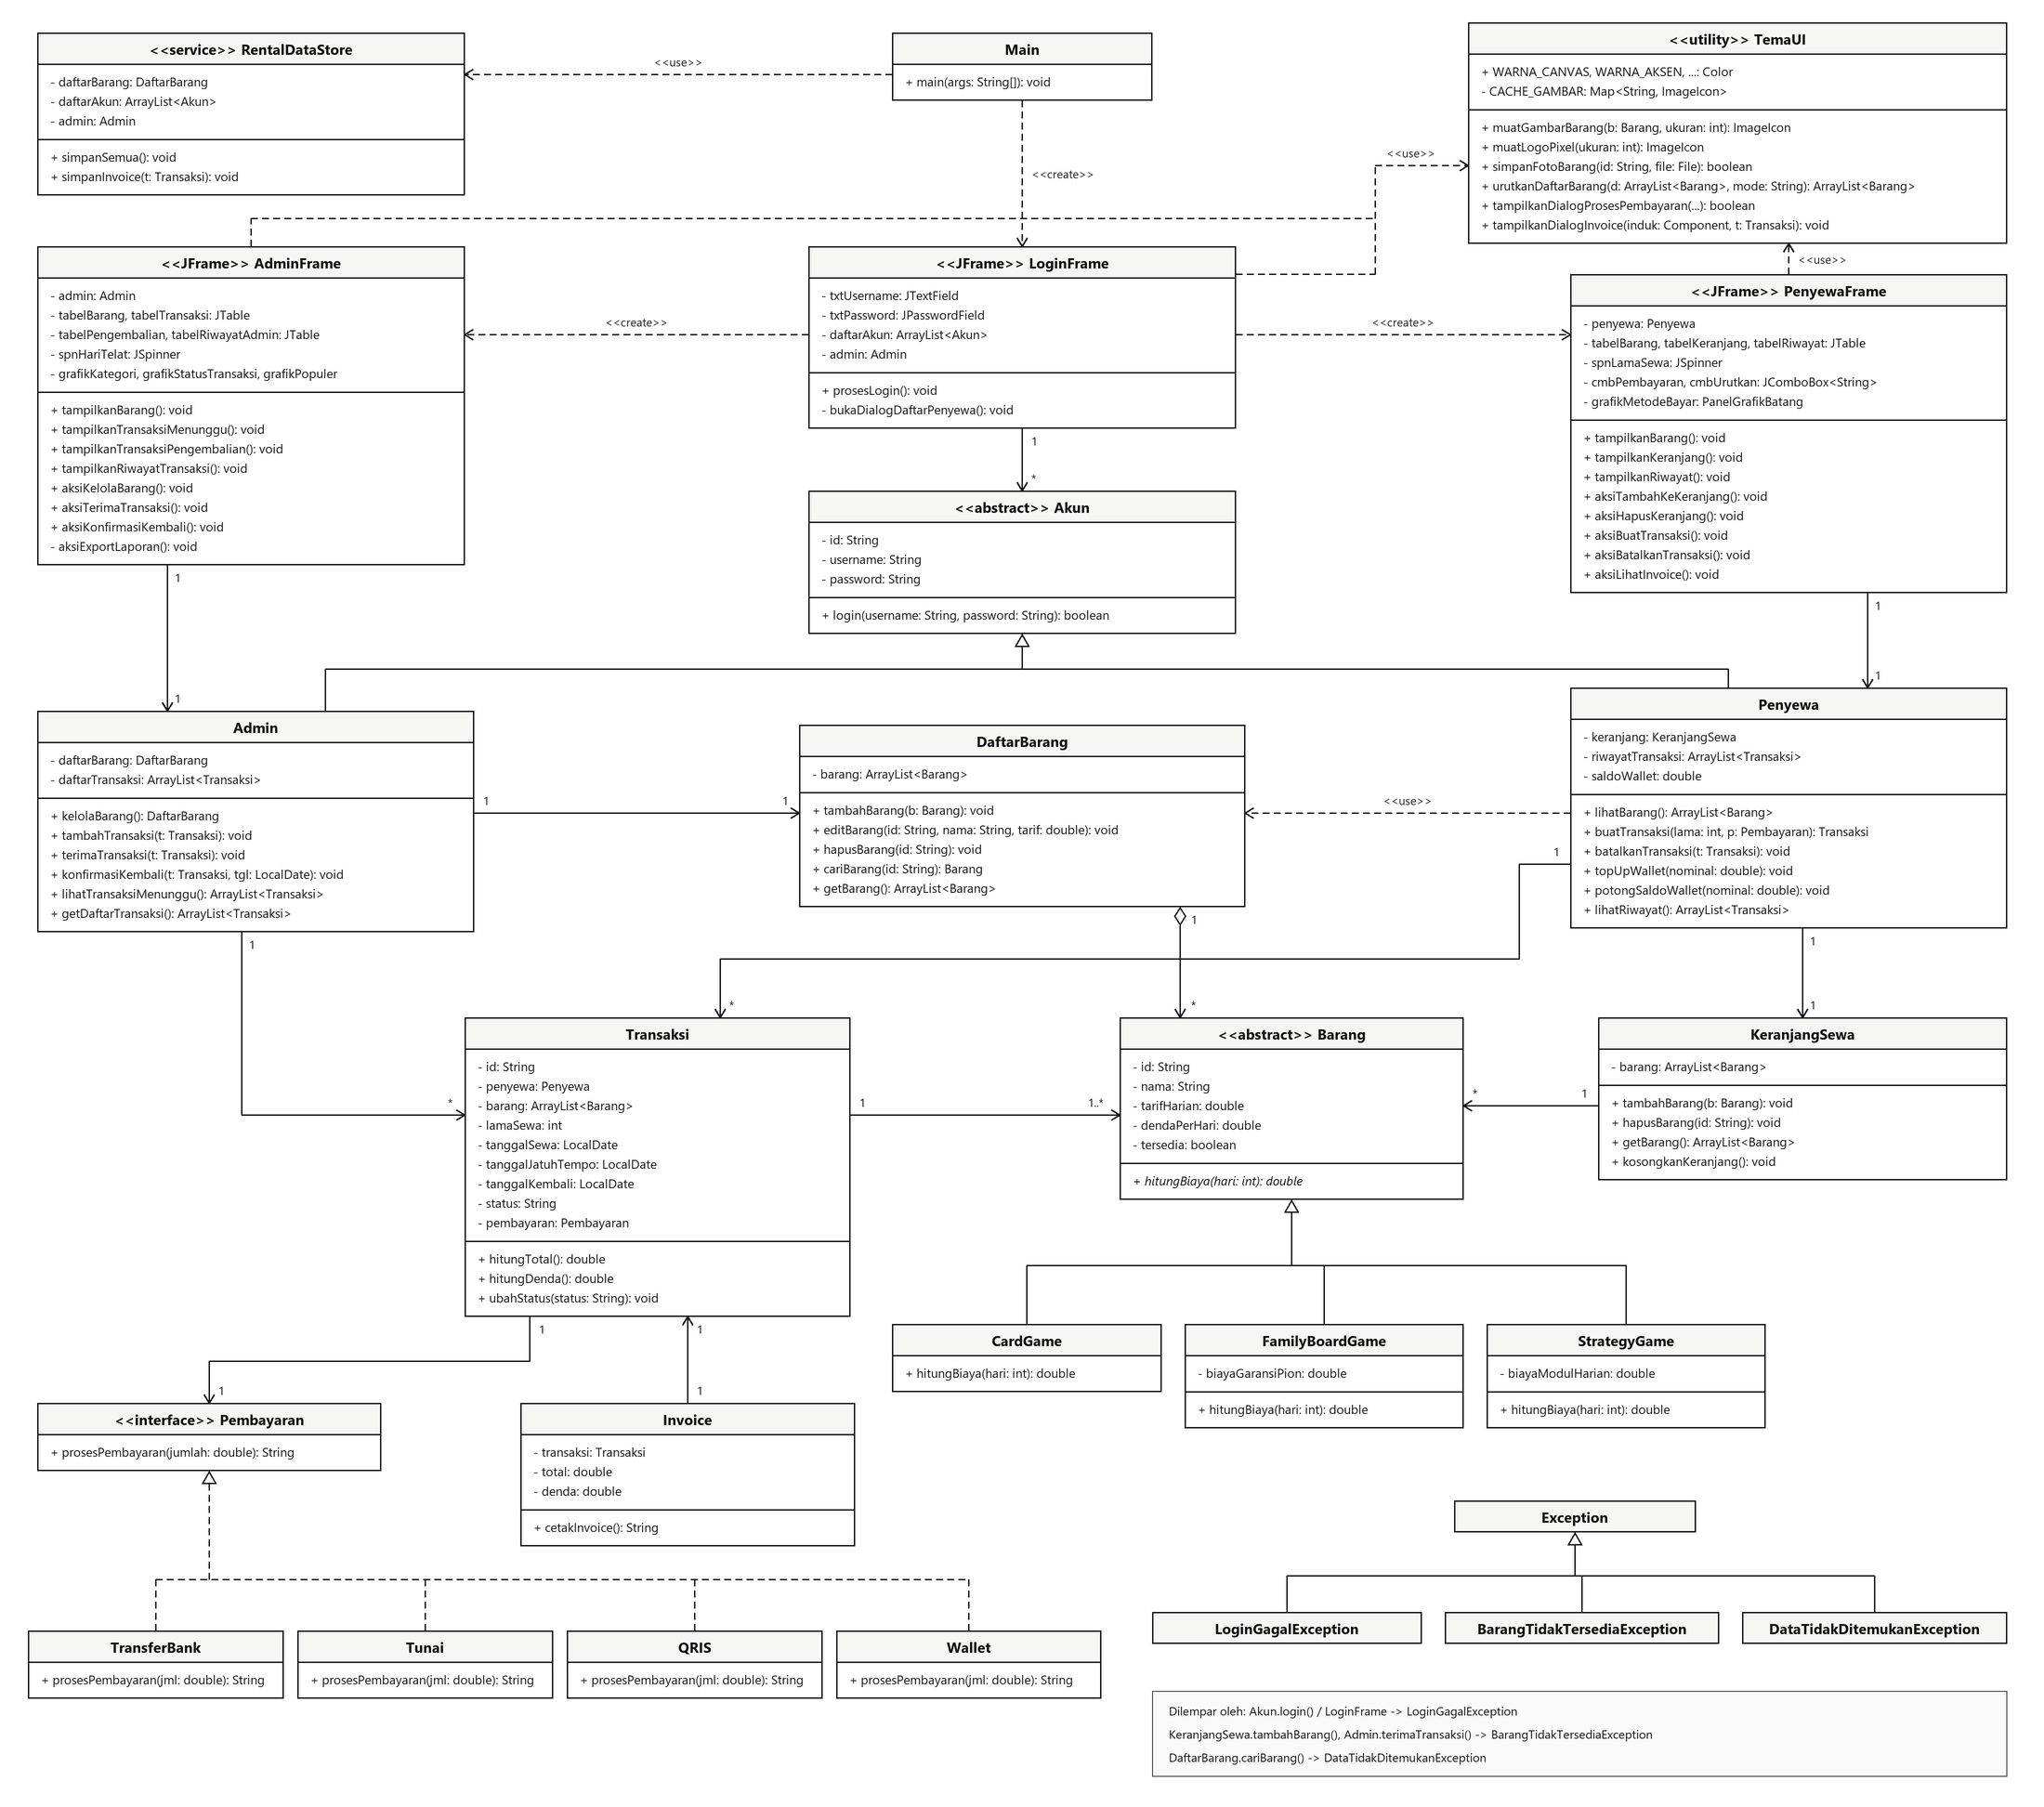 <<service>> RentalDataStore
- daftarBarang: DaftarBarang
- daftarAkun: ArrayList<Akun>
- admin: Admin
+ simpanSemua(): void
+ simpanInvoice(t: Transaksi): void
<<use>>
Main
+ main(args: String[]): void
<<create>>
<<utility>> TemaUI
+ WARNA_CANVAS, WARNA_AKSEN, ...: Color
- CACHE_GAMBAR: Map<String, ImageIcon>
+ muatGambarBarang(b: Barang, ukuran: int): ImageIcon
+ muatLogoPixel(ukuran: int): ImageIcon
+ simpanFotoBarang(id: String, file: File): boolean
+ urutkanDaftarBarang(d: ArrayList<Barang>, mode: String): ArrayList<Barang>
+ tampilkanDialogProsesPembayaran(...): boolean
+ tampilkanDialogInvoice(induk: Component, t: Transaksi): void
<<use>>
<<use>>
<<JFrame>> AdminFrame
- admin: Admin
- tabelBarang, tabelTransaksi: JTable
- tabelPengembalian, tabelRiwayatAdmin: JTable
- spnHariTelat: JSpinner
- grafikKategori, grafikStatusTransaksi, grafikPopuler
+ tampilkanBarang(): void
+ tampilkanTransaksiMenunggu(): void
+ tampilkanTransaksiPengembalian(): void
+ tampilkanRiwayatTransaksi(): void
+ aksiKelolaBarang(): void
+ aksiTerimaTransaksi(): void
+ aksiKonfirmasiKembali(): void
- aksiExportLaporan(): void
<<create>>
<<JFrame>> LoginFrame
- txtUsername: JTextField
- txtPassword: JPasswordField
- daftarAkun: ArrayList<Akun>
- admin: Admin
+ prosesLogin(): void
- bukaDialogDaftarPenyewa(): void
<<create>>
<<JFrame>> PenyewaFrame
- penyewa: Penyewa
- tabelBarang, tabelKeranjang, tabelRiwayat: JTable
- spnLamaSewa: JSpinner
- cmbPembayaran, cmbUrutkan: JComboBox<String>
- grafikMetodeBayar: PanelGrafikBatang
+ tampilkanBarang(): void
+ tampilkanKeranjang(): void
+ tampilkanRiwayat(): void
+ aksiTambahKeKeranjang(): void
+ aksiHapusKeranjang(): void
+ aksiBuatTransaksi(): void
+ aksiBatalkanTransaksi(): void
+ aksiLihatInvoice(): void
1
*
<<abstract>> Akun
- id: String
- username: String
- password: String
+ login(username: String, password: String): boolean
1
1
1
1
Admin
- daftarBarang: DaftarBarang
- daftarTransaksi: ArrayList<Transaksi>
+ kelolaBarang(): DaftarBarang
+ tambahTransaksi(t: Transaksi): void
+ terimaTransaksi(t: Transaksi): void
+ konfirmasiKembali(t: Transaksi, tgl: LocalDate): void
+ lihatTransaksiMenunggu(): ArrayList<Transaksi>
+ getDaftarTransaksi(): ArrayList<Transaksi>
1
1
DaftarBarang
- barang: ArrayList<Barang>
+ tambahBarang(b: Barang): void
+ editBarang(id: String, nama: String, tarif: double): void
+ hapusBarang(id: String): void
+ cariBarang(id: String): Barang
+ getBarang(): ArrayList<Barang>
<<use>>
1
Penyewa
- keranjang: KeranjangSewa
- riwayatTransaksi: ArrayList<Transaksi>
- saldoWallet: double
+ lihatBarang(): ArrayList<Barang>
+ buatTransaksi(lama: int, p: Pembayaran): Transaksi
+ batalkanTransaksi(t: Transaksi): void
+ topUpWallet(nominal: double): void
+ potongSaldoWallet(nominal: double): void
+ lihatRiwayat(): ArrayList<Transaksi>
1
1
1
*
*
1
*
Transaksi
- id: String
- penyewa: Penyewa
- barang: ArrayList<Barang>
- lamaSewa: int
- tanggalSewa: LocalDate
- tanggalJatuhTempo: LocalDate
- tanggalKembali: LocalDate
- status: String
- pembayaran: Pembayaran
+ hitungTotal(): double
+ hitungDenda(): double
+ ubahStatus(status: String): void
1
1..*
<<abstract>> Barang
- id: String
- nama: String
- tarifHarian: double
- dendaPerHari: double
- tersedia: boolean
+ hitungBiaya(hari: int): double
*
1
KeranjangSewa
- barang: ArrayList<Barang>
+ tambahBarang(b: Barang): void
+ hapusBarang(id: String): void
+ getBarang(): ArrayList<Barang>
+ kosongkanKeranjang(): void
1
1
1
1
CardGame
+ hitungBiaya(hari: int): double
FamilyBoardGame
- biayaGaransiPion: double
+ hitungBiaya(hari: int): double
StrategyGame
- biayaModulHarian: double
+ hitungBiaya(hari: int): double
<<interface>> Pembayaran
+ prosesPembayaran(jumlah: double): String
Invoice
- transaksi: Transaksi
- total: double
- denda: double
+ cetakInvoice(): String
Exception
LoginGagalException
BarangTidakTersediaException
DataTidakDitemukanException
TransferBank
+ prosesPembayaran(jml: double): String
Tunai
+ prosesPembayaran(jml: double): String
QRIS
+ prosesPembayaran(jml: double): String
Wallet
+ prosesPembayaran(jml: double): String
Dilempar oleh: Akun.login() / LoginFrame -> LoginGagalException
KeranjangSewa.tambahBarang(), Admin.terimaTransaksi() -> BarangTidakTersediaException
DaftarBarang.cariBarang() -> DataTidakDitemukanException